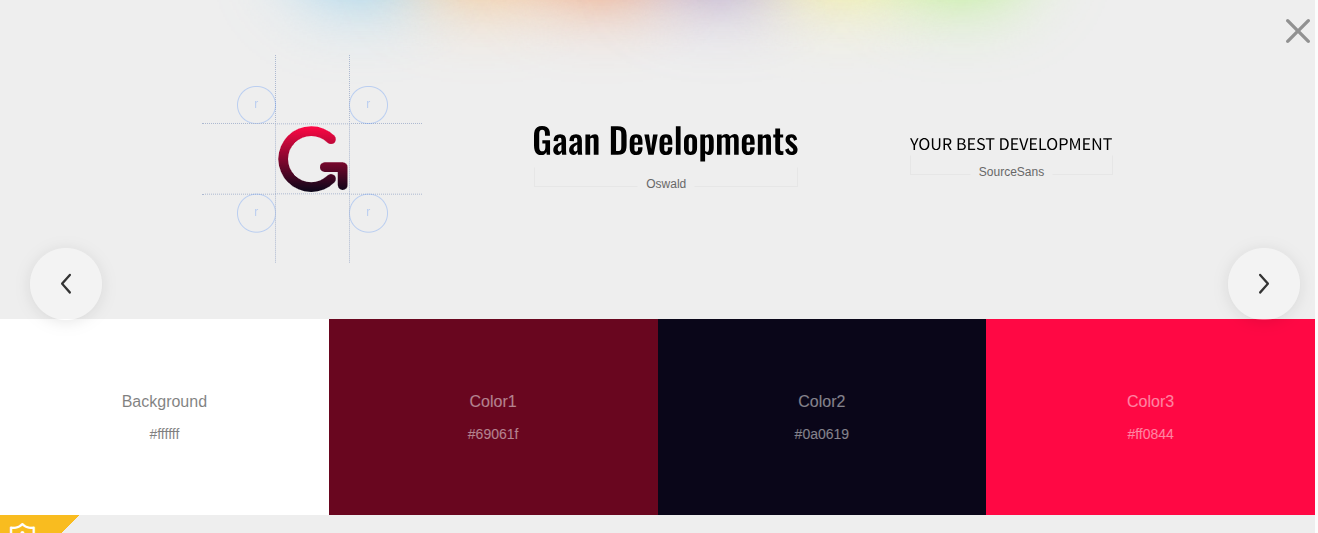 r r
G
Gaan Developments
Oswald
YOUR BEST DEVELOPMENT
SourceSans
r r
Background
#ffffff
Color1
#69061f
Color2
#0a0619
Color3
#ff0844